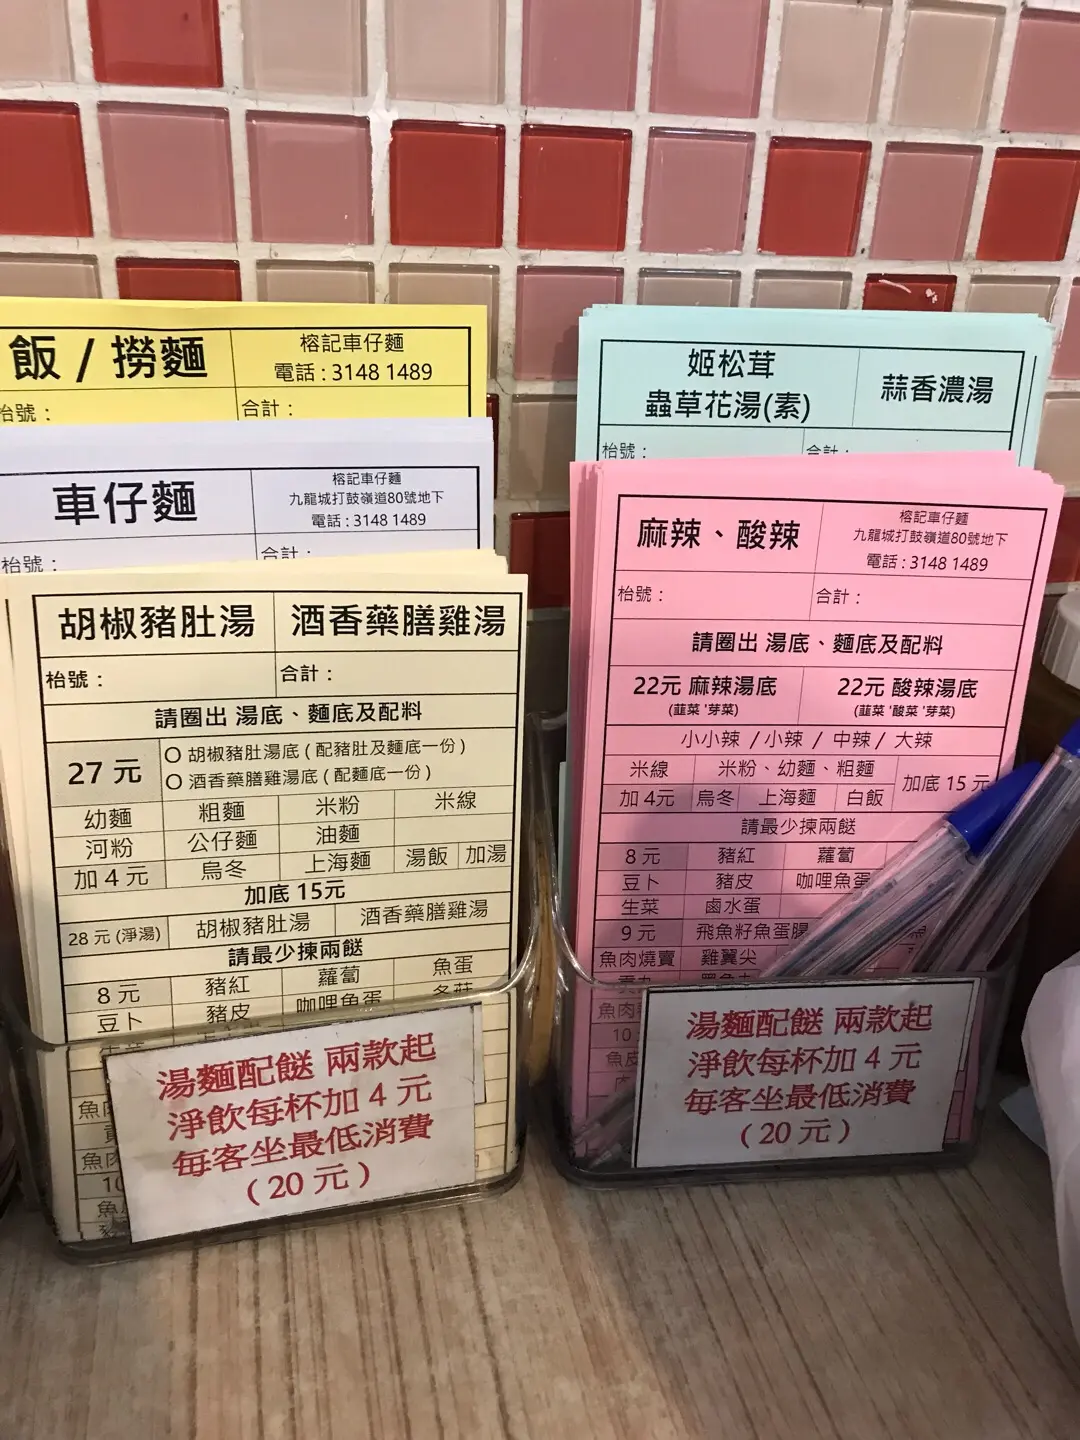 飯 / 撈麵
榕記車仔麵
電話 : 3148 1489
枱號 :
合計 :
車仔麵
榕記車仔麵
九龍城打鼓嶺道80號地下
電話 : 3148 1489
枱號 :
合計 :
胡椒豬肚湯
酒香藥膳雞湯
枱號 :
合計 :
請圈出 湯底、麵底及配料
27 元
O 胡椒豬肚湯底 ( 配豬肚及麵底一份 )
O 酒香藥膳雞湯底 ( 配麵底一份 )
幼麵 粗麵 米粉 米線
河粉 公仔麵 油麵
加 4 元 烏冬 上海麵 湯飯 加湯
加底 15元
28 元 (淨湯) 胡椒豬肚湯 酒香藥膳雞湯
請最少揀兩餸
8 元 豬紅 蘿蔔 魚蛋
豆卜 豬皮 咖哩魚蛋 冬菇
湯麵配餸 兩款起
淨飲每杯加 4 元
每客坐最低消費
( 20 元 )
姬松茸
蟲草花湯(素)
蒜香濃湯
枱號 :
合計 :
麻辣、酸辣
榕記車仔麵
九龍城打鼓嶺道80號地下
電話 : 3148 1489
枱號 :
合計 :
請圈出 湯底、麵底及配料
22元 麻辣湯底
(韮菜 '芽菜)
22元 酸辣湯底
(韮菜 '酸菜 '芽菜)
小小辣 / 小辣 / 中辣 / 大辣
米線 米粉、幼麵、粗麵 加底 15 元
加 4元 烏冬 上海麵 白飯
請最少揀兩餸
8 元 豬紅 蘿蔔
豆卜 豬皮 咖哩魚蛋
生菜 鹵水蛋
9 元 飛魚籽魚蛋腸
魚肉燒賣 雞翼尖
魚肉
10
湯麵配餸 兩款起
淨飲每杯加 4 元
每客坐最低消費
( 20 元 )